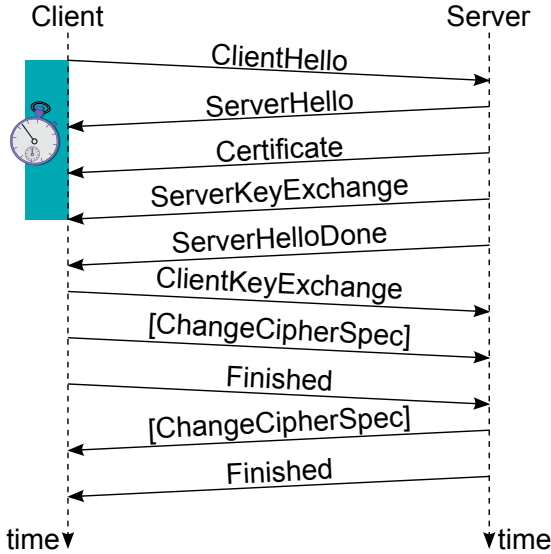 Client Server
ClientHello
ServerHello
Certificate
ServerKeyExchange
ServerHelloDone
ClientKeyExchange
[ChangeCipherSpec]
Finished
[ChangeCipherSpec]
Finished
time time